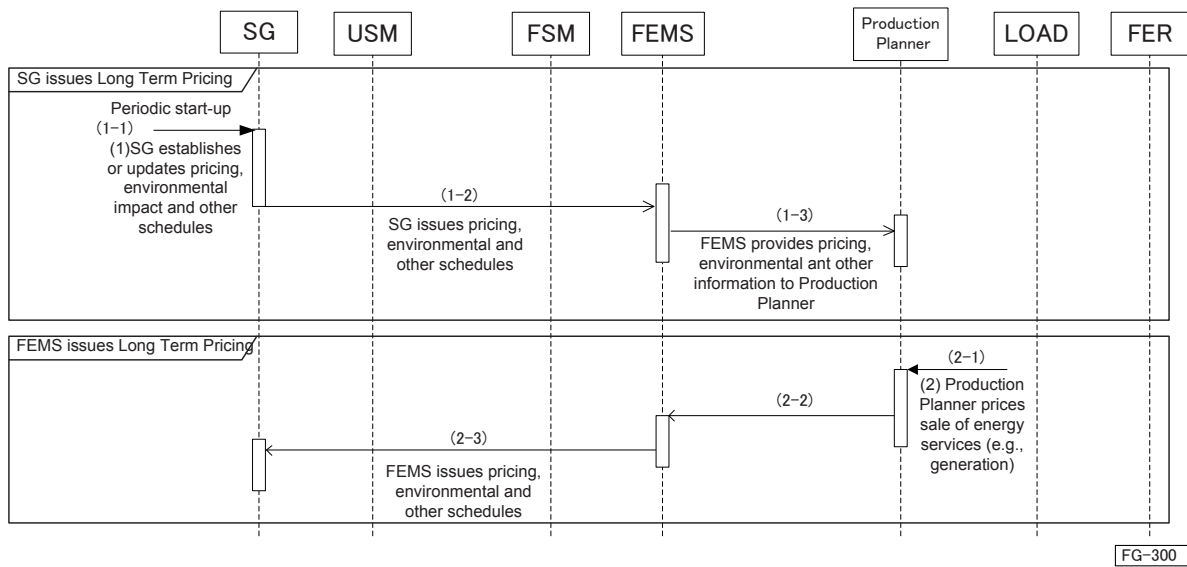 SG
USM
FSM
FEMS
Production
Planner
LOAD
FER
SG issues Long Term Pricing
Periodic start-up
(1-1)
(1)SG establishes
or updates pricing,
environmental
impact and other
schedules
(1-2)
SG issues pricing,
environmental and
other schedules
(1-3)
FEMS provides pricing,
environmental ant other
information to Production
Planner
FEMS issues Long Term Pricing
(2-1)
(2) Production
Planner prices
sale of energy
services (e.g.,
generation)
(2-2)
(2-3)
FEMS issues pricing,
environmental and
other schedules
FG-300